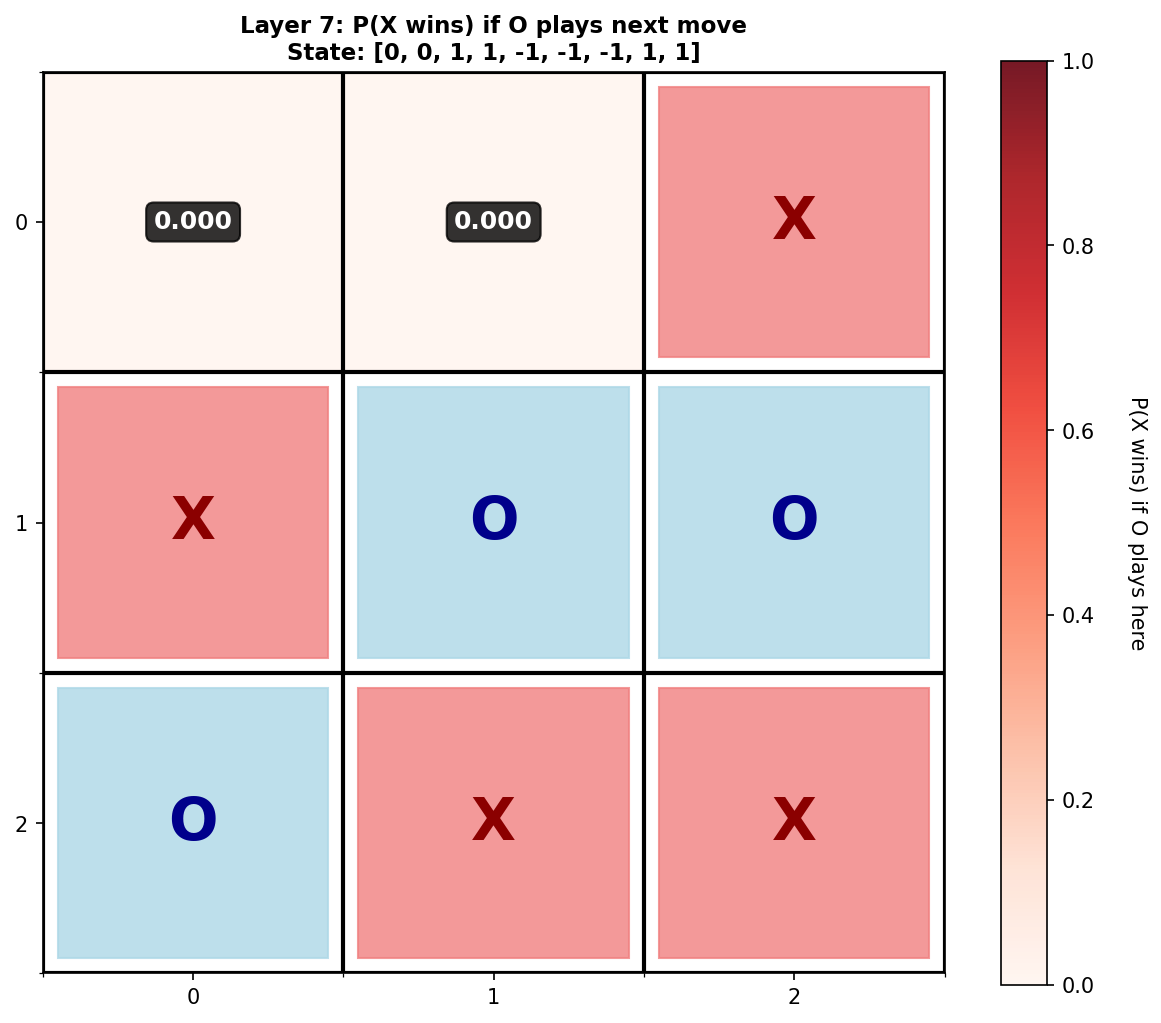 Layer 7: P(X wins) if O plays next move
State: [0, 0, 1, 1, -1, -1, -1, 1, 1]
0.000 0.000 X
X O O
O X X
0
1
2
0 1 2
1.0
0.8
0.6
0.4
0.2
0.0
P(X wins) if O plays here